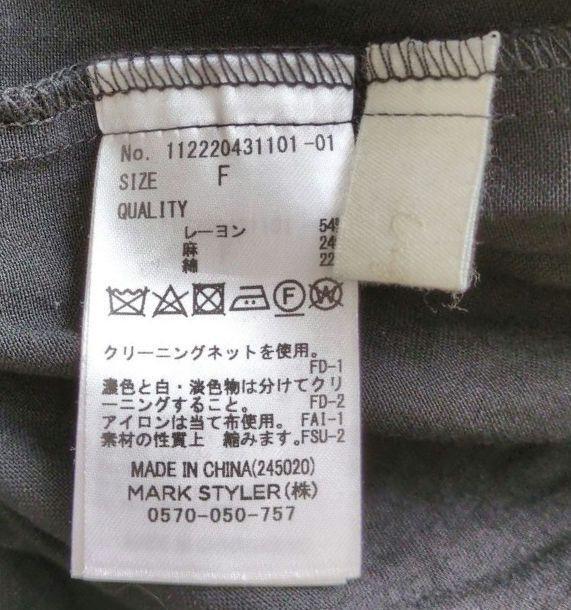 No. 112220431101-01
SIZE F
QUALITY
レーヨン 54
麻 24
綿 22
クリーニングネットを使用。
FD-1
濃色と白・淡色物は分けてクリ
ーニングすること。 FD-2
アイロンは当て布使用。 FAI-1
素材の性質上 縮みます。FSU-2
MADE IN CHINA(245020)
MARK STYLER(株)
0570-050-757